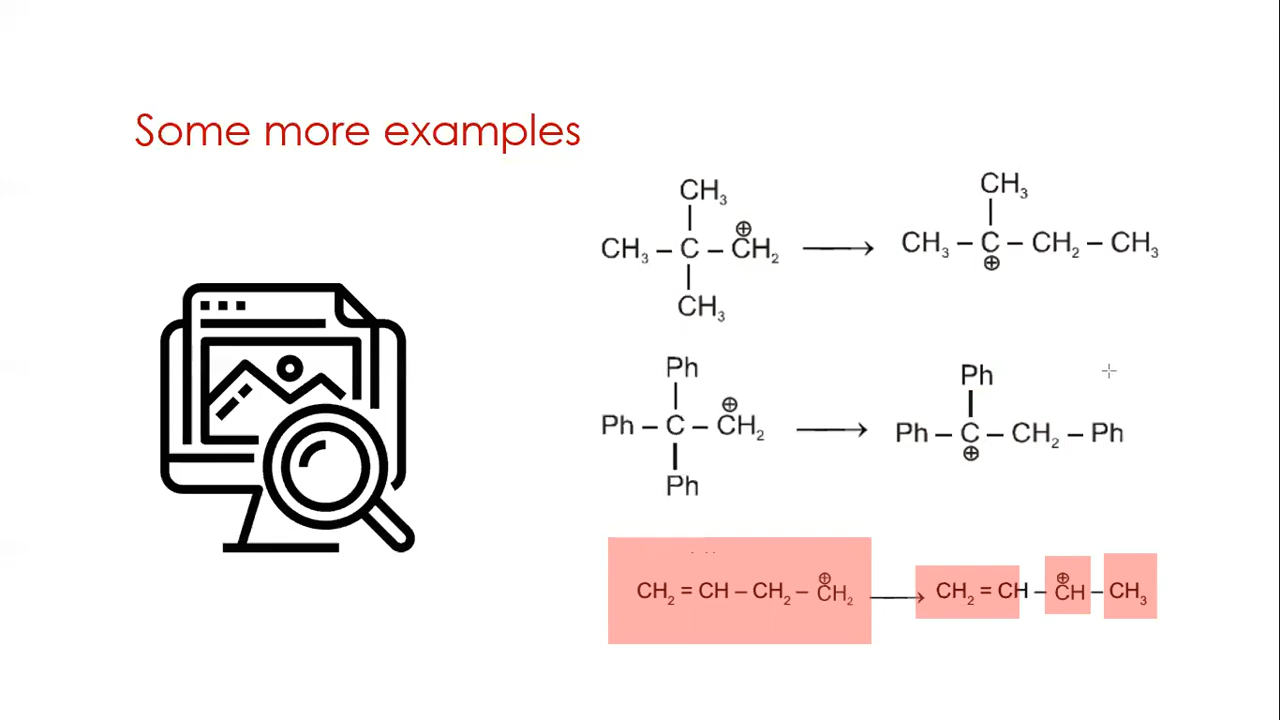 Some more examples
CH₃
CH₃ – C – CH₂ ⊕ ⟶
CH₃
CH₃
CH₃ – C – CH₂ – CH₃
⊕
Ph
Ph – C – CH₂ ⊕ ⟶
Ph
Ph
Ph – C – CH₂ – Ph
⊕
CH₂ = CH – CH₂ – CH₂ ⊕ ⟶ CH₂ = CH – CH ⊕ – CH₃